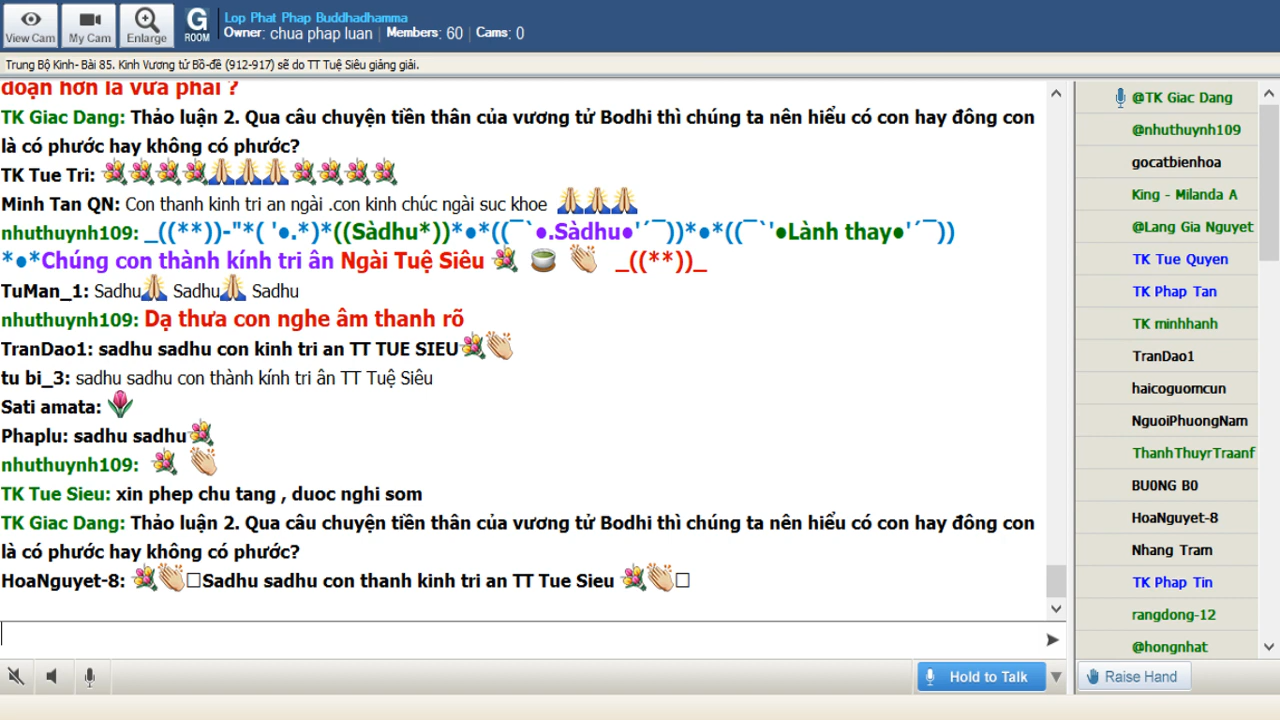 View Cam
My Cam
Enlarge
G
ROOM
Lop Phat Phap Buddhadhamma
Owner: chua phap luan | Members: 60 | Cams: 0
Trung Bộ Kinh- Bài 85. Kinh Vương tử Bồ-đề (912-917) sẽ do TT Tuệ Siêu giảng giải.
đoạn hơn là vừa phải ?
TK Giac Dang: Thảo luận 2. Qua câu chuyện tiền thân của vương tử Bodhi thì chúng ta nên hiểu có con hay đông con
là có phước hay không có phước?
TK Tue Tri: 💐💐💐💐🙏🙏🙏💐💐💐💐
Minh Tan QN: Con thanh kinh tri an ngài .con kinh chúc ngài suc khoe 🙏🙏🙏
nhuthuynh109: _((**))-"*( '●.*)*((Sàdhu*))*●*((¯`●.Sàdhu●'´¯))*●*((¯`'●Lành thay●'´¯))
*●*Chúng con thành kính tri ân Ngài Tuệ Siêu 💐 🍵 👏 _((**))_
TuMan_1: Sadhu🙏 Sadhu🙏 Sadhu
nhuthuynh109: Dạ thưa con nghe âm thanh rõ
TranDao1: sadhu sadhu con kinh tri an TT TUE SIEU💐👏
tu bi_3: sadhu sadhu con thành kính tri ân TT Tuệ Siêu
Sati amata: 🌷
Phaplu: sadhu sadhu💐
nhuthuynh109: 💐 👏
TK Tue Sieu: xin phep chu tang , duoc nghi som
TK Giac Dang: Thảo luận 2. Qua câu chuyện tiền thân của vương tử Bodhi thì chúng ta nên hiểu có con hay đông con
là có phước hay không có phước?
HoaNguyet-8: 💐👏□Sadhu sadhu con thanh kinh tri an TT Tue Sieu 💐👏□
Hold to Talk
@TK Giac Dang
@nhuthuynh109
gocatbienhoa
King - Milanda A
@Lang Gia Nguyet
TK Tue Quyen
TK Phap Tan
TK minhhanh
TranDao1
haicoguomcun
NguoiPhuongNam
ThanhThuyrTraanf
BU0NG B0
HoaNguyet-8
Nhang Tram
TK Phap Tin
rangdong-12
@hongnhat
Raise Hand